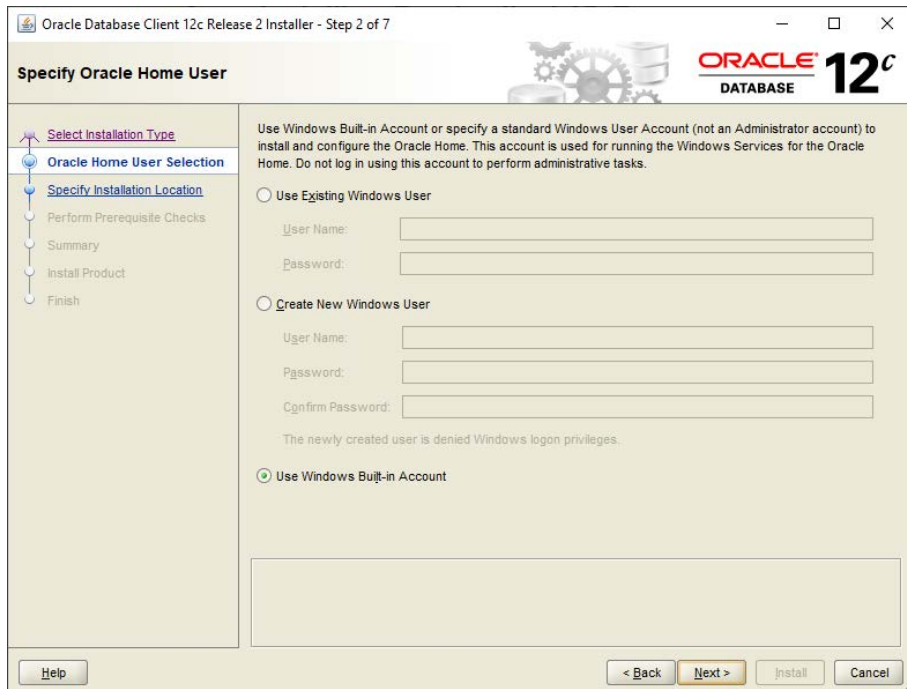 Oracle Database Client 12c Release 2 Installer - Step 2 of 7
Specify Oracle Home User
ORACLE
DATABASE
12c
Select Installation Type
Oracle Home User Selection
Specify Installation Location
Perform Prerequisite Checks
Summary
Install Product
Finish
Use Windows Built-in Account or specify a standard Windows User Account (not an Administrator account) to
install and configure the Oracle Home. This account is used for running the Windows Services for the Oracle
Home. Do not log in using this account to perform administrative tasks.
Use Existing Windows User
User Name:
Password:
Create New Windows User
User Name:
Password:
Confirm Password:
The newly created user is denied Windows logon privileges.
Use Windows Built-in Account
Help
< Back
Next >
Install
Cancel